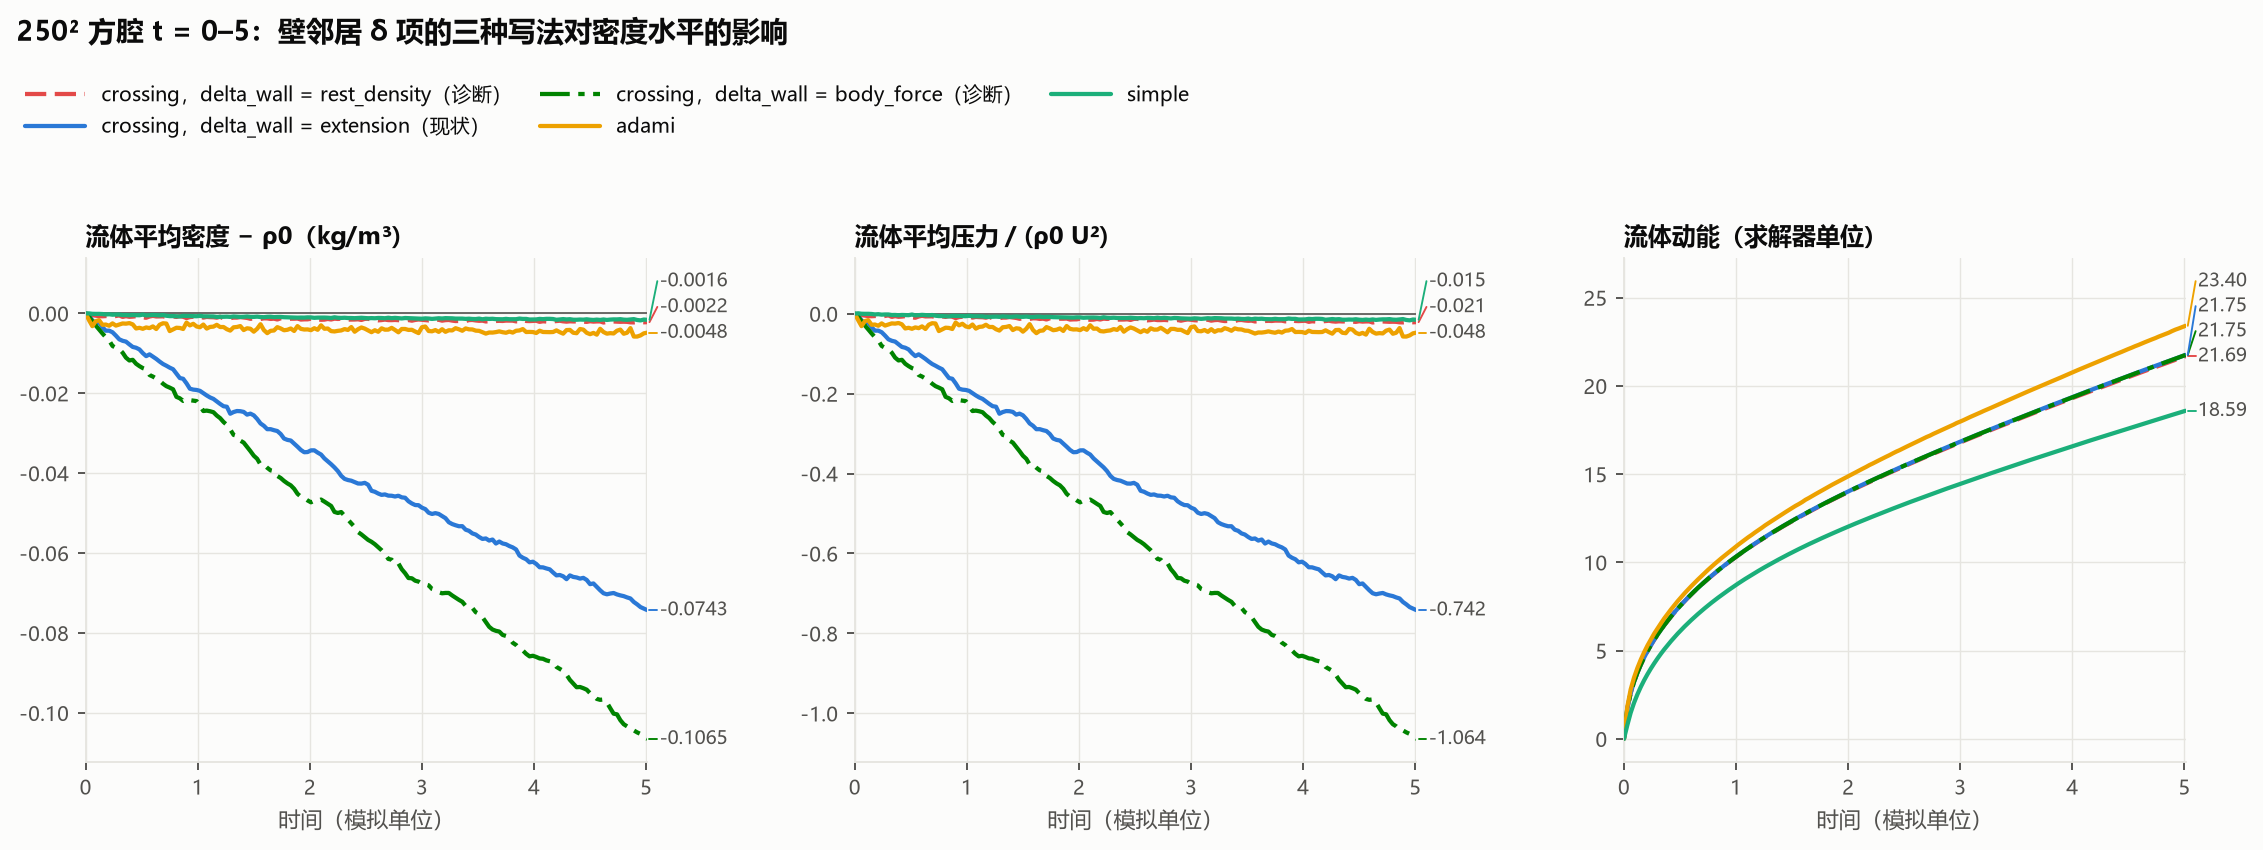 250² 方腔 t = 0–5：壁邻居 δ 项的三种写法对密度水平的影响
crossing，delta_wall = rest_density（诊断）
crossing，delta_wall = body_force（诊断）
simple
crossing，delta_wall = extension（现状）
adami
流体平均密度 − ρ0（kg/m³）
0.00
-0.02
-0.04
-0.06
-0.08
-0.10
-0.0016
-0.0022
-0.0048
-0.0743
-0.1065
0 1 2 3 4 5
时间（模拟单位）
流体平均压力 / (ρ0 U²)
0.0
-0.2
-0.4
-0.6
-0.8
-1.0
-0.015
-0.021
-0.048
-0.742
-1.064
0 1 2 3 4 5
时间（模拟单位）
流体动能（求解器单位）
25
20
15
10
5
0
23.40
21.75
21.75
21.69
18.59
0 1 2 3 4 5
时间（模拟单位）